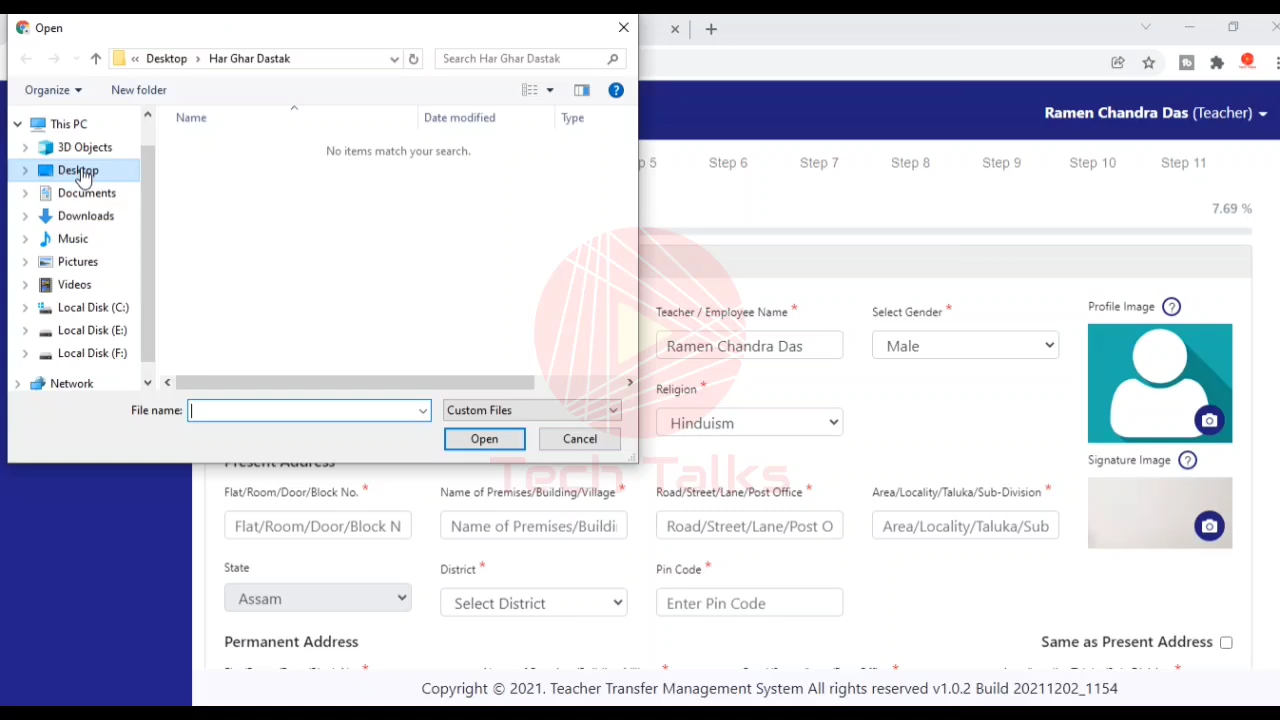 Open
« Desktop › Har Ghar Dastak
Search Har Ghar Dastak
Organize
New folder
This PC
3D Objects
Desktop
Documents
Downloads
Music
Pictures
Videos
Local Disk (C:)
Local Disk (E:)
Local Disk (F:)
Network
Name
Date modified
Type
No items match your search.
File name:
Custom Files
Open
Cancel
Ramen Chandra Das (Teacher)
Step 6
Step 7
Step 8
Step 9
Step 10
Step 11
7.69 %
Teacher / Employee Name *
Ramen Chandra Das
Select Gender *
Male
Profile Image ?
Religion *
Hinduism
Signature Image ?
Tech Talks
Present Address
Flat/Room/Door/Block No. *
Name of Premises/Building/Village *
Road/Street/Lane/Post Office *
Area/Locality/Taluka/Sub-Division *
Flat/Room/Door/Block N
Name of Premises/Buildi
Road/Street/Lane/Post O
Area/Locality/Taluka/Sub
State
District *
Pin Code *
Assam
Select District
Enter Pin Code
Permanent Address
Same as Present Address
Copyright © 2021. Teacher Transfer Management System All rights reserved v1.0.2 Build 20211202_1154